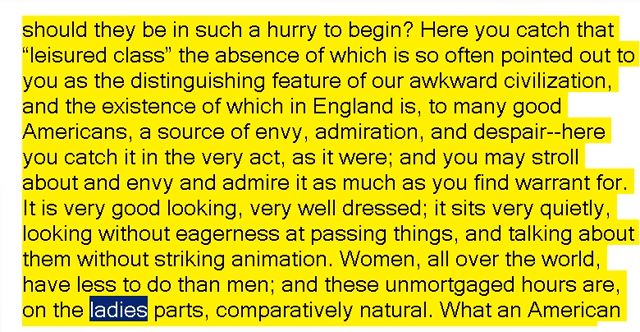 should they be in such a hurry to begin? Here you catch that
“leisured class” the absence of which is so often pointed out to
you as the distinguishing feature of our awkward civilization,
and the existence of which in England is, to many good
Americans, a source of envy, admiration, and despair--here
you catch it in the very act, as it were; and you may stroll
about and envy and admire it as much as you find warrant for.
It is very good looking, very well dressed; it sits very quietly,
looking without eagerness at passing things, and talking about
them without striking animation. Women, all over the world,
have less to do than men; and these unmortgaged hours are,
on the ladies parts, comparatively natural. What an American